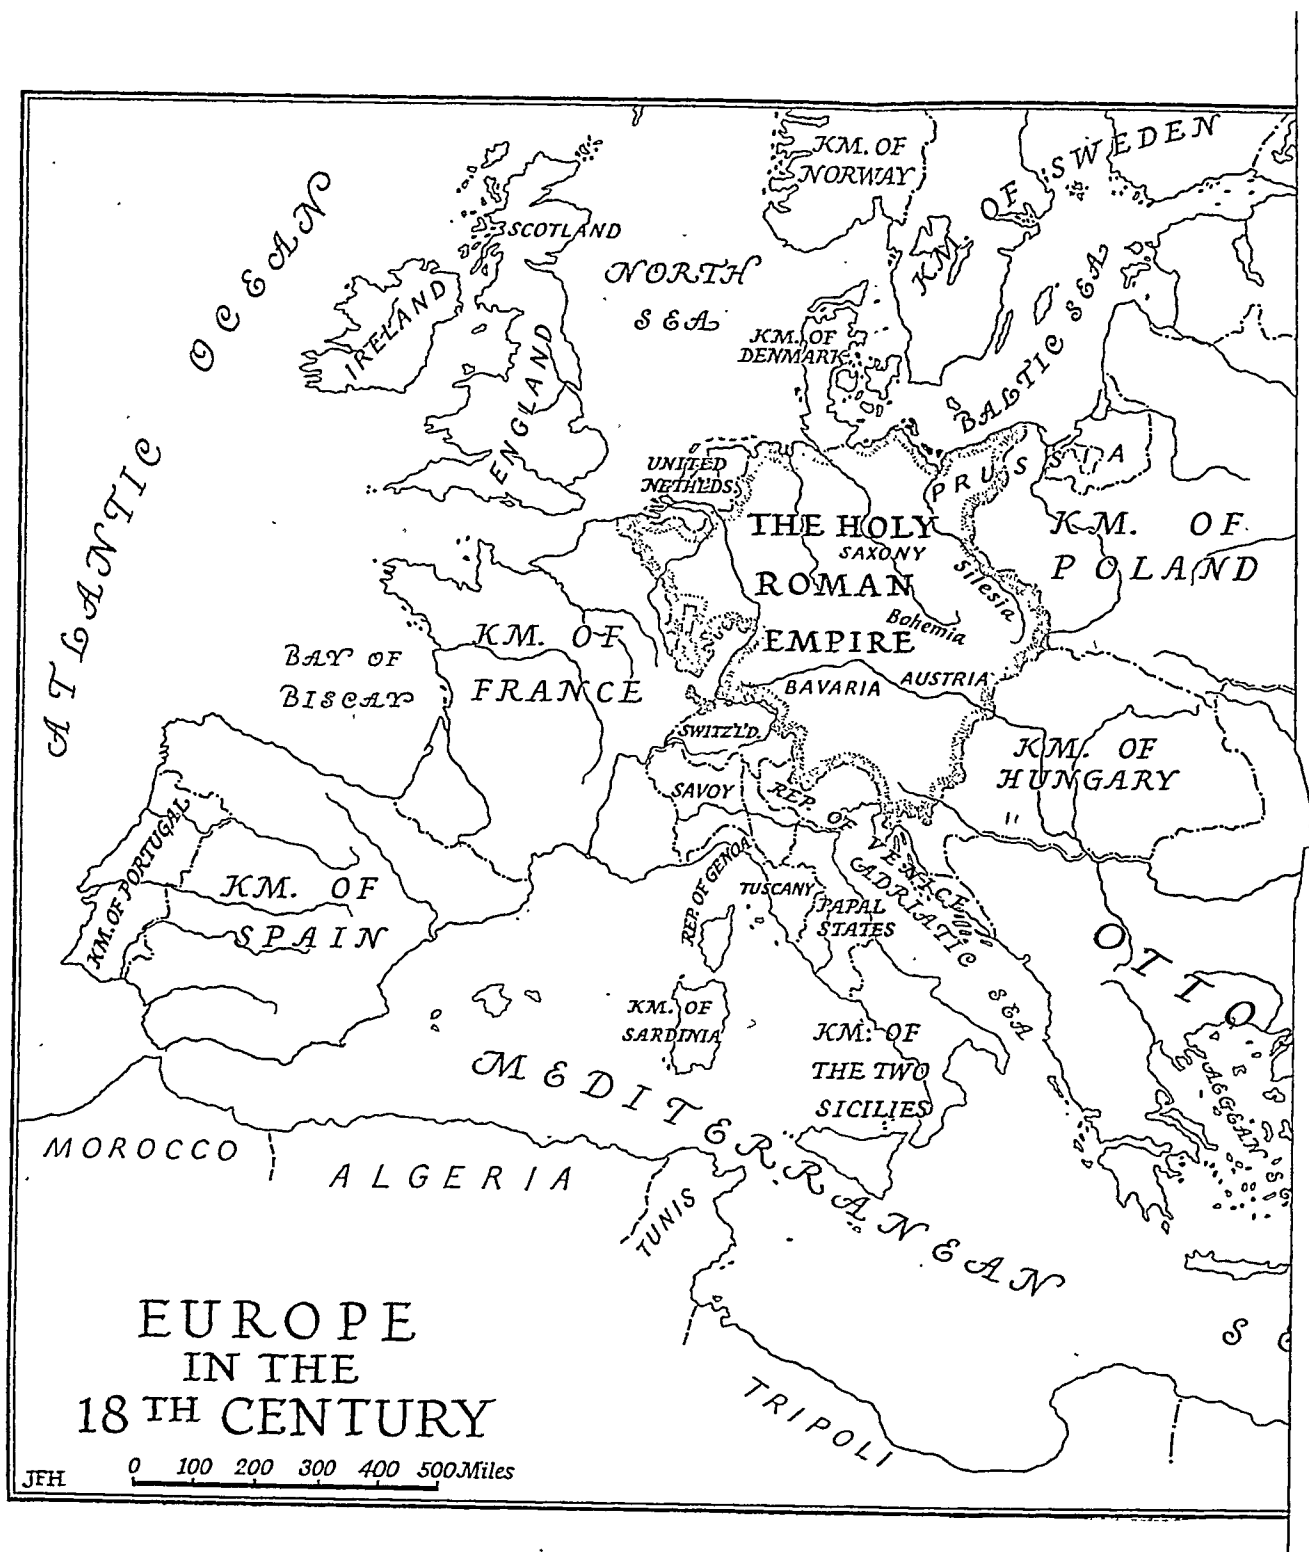 KM. OF
NORWAY
KM. OF SWEDEN
ATLANTIC OCEAN
SCOTLAND
NORTH
SEA
IRELAND
ENGLAND
KM. OF
DENMARK
BALTIC SEA
UNITED
NETHLDS
PRUSSIA
THE HOLY
ROMAN
EMPIRE
SAXONY
Silesia
Bohemia
KM. OF
POLAND
BAY OF
BISCAY
KM. OF
FRANCE
BAVARIA
AUSTRIA
SWITZ'L'D.
SAVOY
REP. OF VENICE
KM. OF
HUNGARY
KM. OF PORTUGAL
KM. OF
SPAIN
REP. OF GENOA
TUSCANY
PAPAL
STATES
ADRIATIC SEA
OTTO
KM. OF
SARDINIA
KM. OF
THE TWO
SICILIES
AEGEAN S
MEDITERRANEAN
S
MOROCCO
ALGERIA
TUNIS
TRIPOLI
EUROPE
IN THE
18TH CENTURY
JFH.
0 100 200 300 400 500 Miles